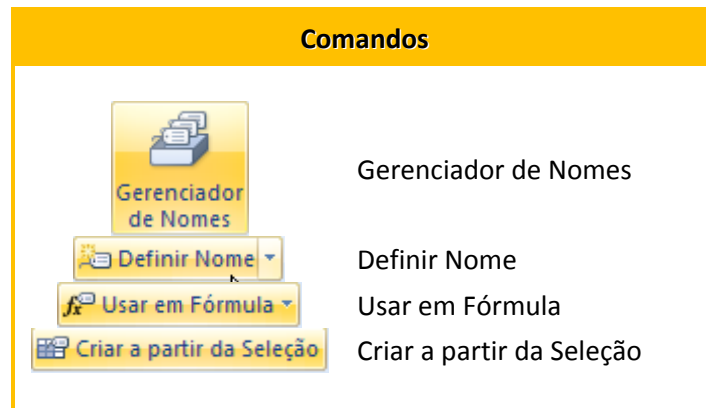 Comandos
Gerenciador
de Nomes
Gerenciador de Nomes
Definir Nome
Definir Nome
fx Usar em Fórmula
Usar em Fórmula
Criar a partir da Seleção
Criar a partir da Seleção